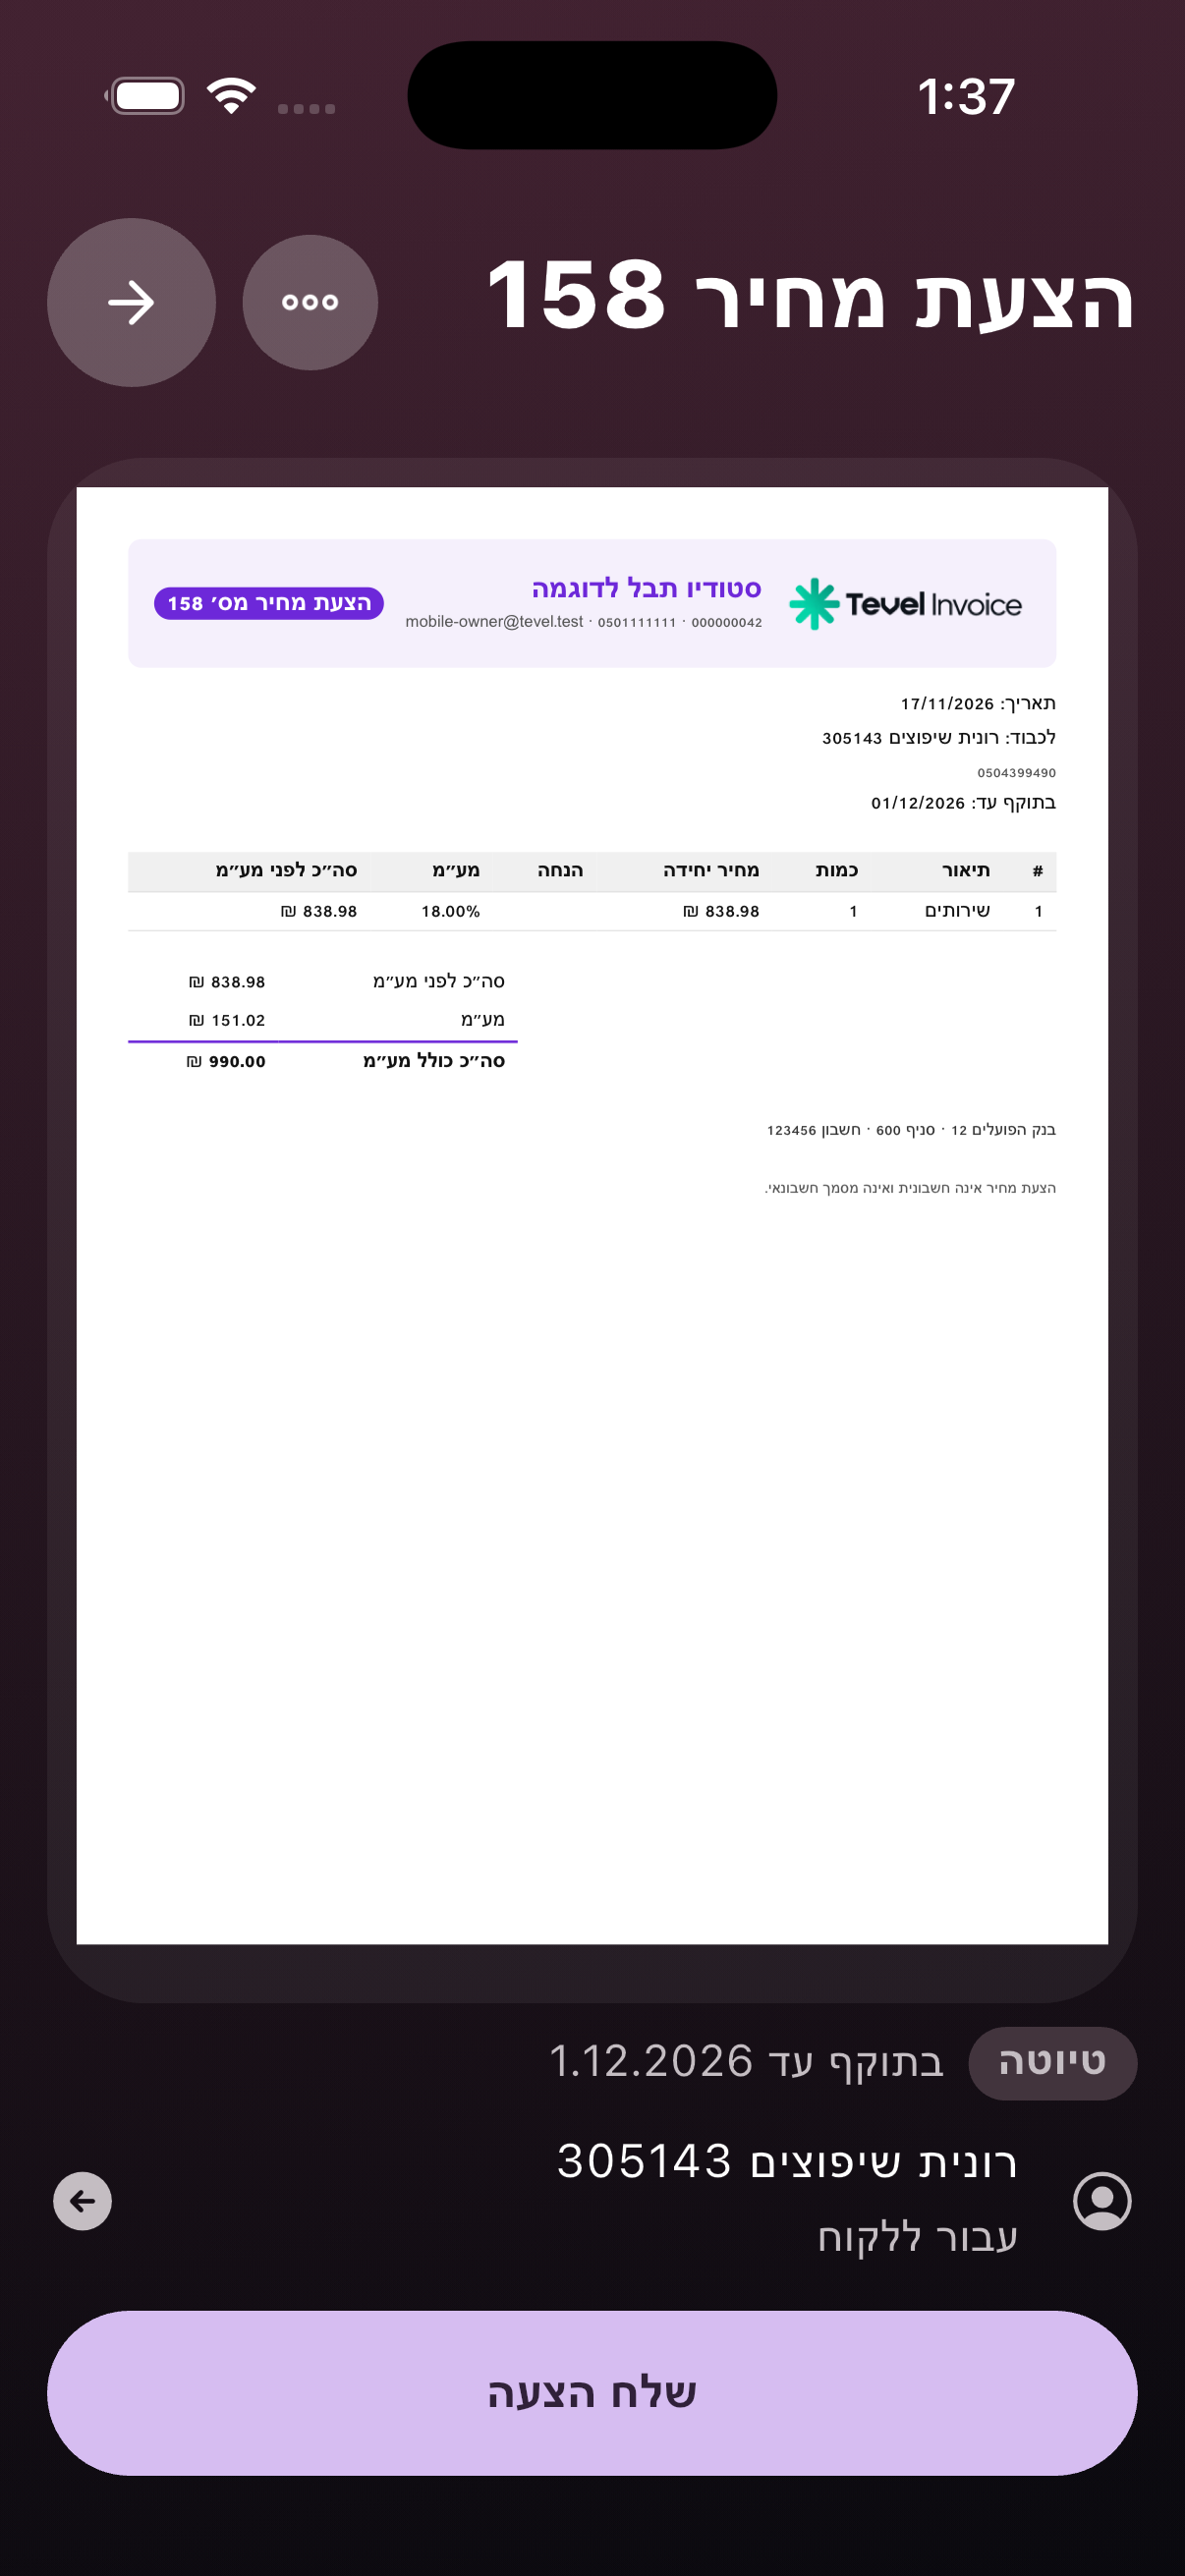 1:37
הצעת מחיר 158
Tevel Invoice
סטודיו תבל לדוגמה
000000042 · 0501111111 · mobile-owner@tevel.test
הצעת מחיר מס׳ 158
תאריך: 17/11/2026
לכבוד: רונית שיפוצים 305143
0504399490
בתוקף עד: 01/12/2026
# תיאור כמות מחיר יחידה הנחה מע״מ סה״כ לפני מע״מ
1 שירותים 1 838.98 ₪ 18.00% 838.98 ₪
סה״כ לפני מע״מ 838.98 ₪
מע״מ 151.02 ₪
סה״כ כולל מע״מ 990.00 ₪
בנק הפועלים 12 · סניף 600 · חשבון 123456
הצעת מחיר אינה חשבונית ואינה מסמך חשבונאי.
טיוטה בתוקף עד 1.12.2026
רונית שיפוצים 305143
עבור ללקוח
שלח הצעה